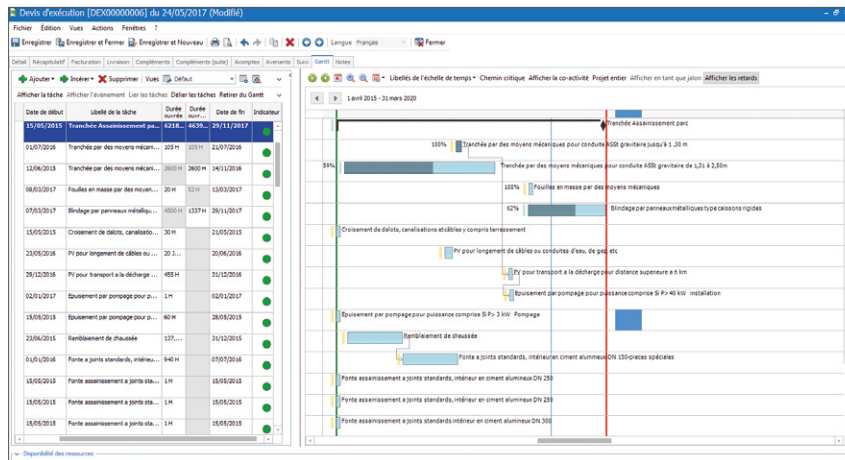 Devis d'exécution [DEX00000006] du 24/05/2017 (Modifié)
Fichier Édition Vues Actions Fenêtres ?
Enregistrer Enregistrer et Fermer Enregistrer et Nouveau Langue Français Fermer
Détail Récapitulatif Facturation Livraison Compléments Compléments (suite) Acomptes Avenants Suivi Gantt Notes
Ajouter Insérer Supprimer Vues Défaut
Libellés de l'échelle de temps Chemin critique Afficher la co-activité Projet entier Afficher en tant que jalon Afficher les retards
Afficher la tâche Afficher l'évènement Lier les tâches Délier les tâches Retirer du Gantt
1 avril 2015 - 31 mars 2020
Date de début Libellé de la tâche Durée ouvrée Durée ouvr... Date de fin Indicateur
15/05/2015 Tranchée Assainissement pa... 6218... 4639... 29/11/2017
Tranchée Assainissement parc
01/07/2016 Tranchée par des moyens mécani... 105 H 105 H 21/07/2016
100% Tranchée par des moyens mécaniques pour conduite ASSt gravitaire jusqu'à 1 ,30 m
12/06/2015 Tranchée par des moyens mécani... 2600 H 2600 H 14/11/2016
59% Tranchée par des moyens mécaniques pour conduite ASSt gravitaire de 1,31 à 2,50m
08/03/2017 Fouilles en masse par des moyen... 20 H 52 H 13/03/2017
100% Fouilles en masse par des moyens mécaniques
07/03/2017 Blindage par panneaux métalliqu... 4600 H 1337 H 29/11/2017
62% Blindage par panneauxmétalliques type caissons rigides
15/05/2015 Croisement de dalots, canalisatio... 30 H 21/05/2015
Croisement de dalots, canalisations et câbles y compris terrassement
23/05/2016 PV pour longement de câbles ou ... 20 J... 20/06/2016
PV pour longement de câbles ou conduites d'eau, de gaz, etc
29/12/2016 PV pour transport a la décharge ... 455 H 31/12/2016
PV pour transport a la décharge pour distance superieure a 6 km
02/01/2017 Epuisement par pompage pour p... 1 H 02/01/2017
Epuisement par pompage pour puissance comprise Si P> 40 kW installation
15/05/2015 Epuisement par pompage pour p... 60 H 28/05/2015
Epuisement par pompage pour puissance comprise Si P> 3 kW Pompage
23/06/2015 Remblaiement de chaussée 137,... 31/12/2015
Remblaiement de chaussée
01/01/2016 Fonte a joints standards, intérieu... 940 H 07/07/2016
Fonte a joints standards, intérieur en ciment alumineux DN 150-pieces spéciales
15/05/2015 Fonte assainissement a joints sta... 1 H 15/05/2015
Fonte assainissement a joints standards, intérieur en ciment alumineux DN 250
15/05/2015 Fonte assainissement a joints sta... 1 H 15/05/2015
Fonte assainissement a joints standards, intérieur en ciment alumineux DN 250
15/05/2015 Fonte assainissement a joints sta... 1 H 15/05/2015
Fonte assainissement a joints standards intérieur en ciment alumineux DN 300
Disponibilité des ressources